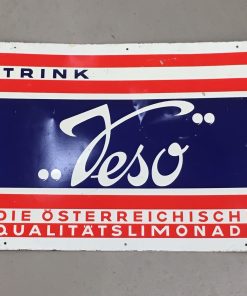 TRINK
„Veso“
DIE ÖSTERREICHISCH
QUALITÄTSLIMONAD